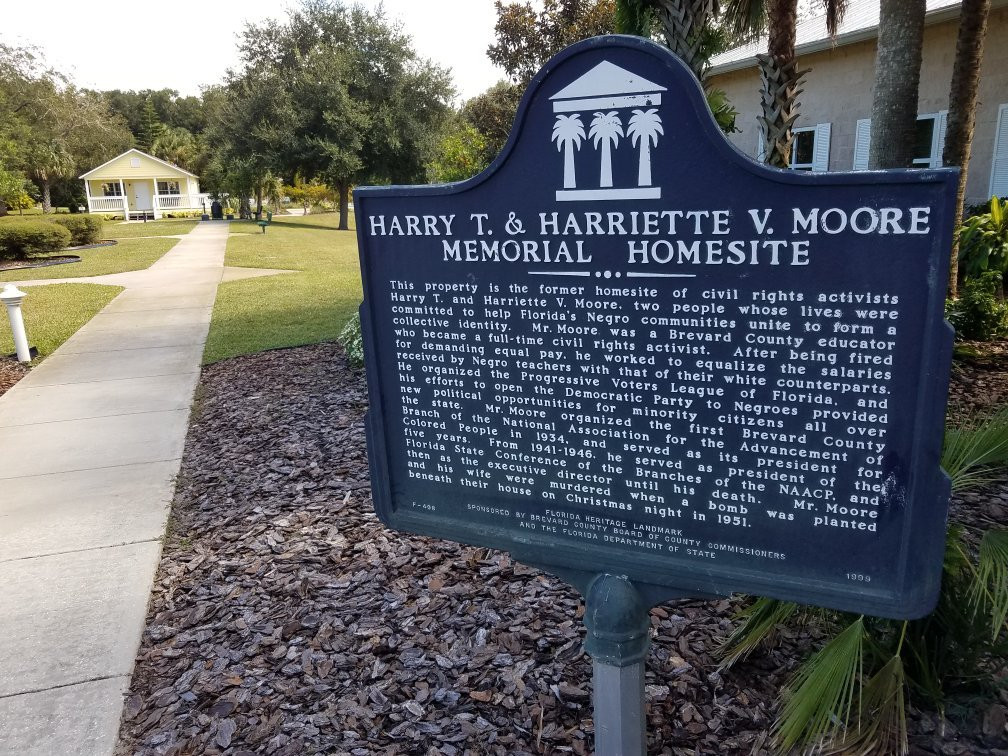 HARRY T. & HARRIETTE V. MOORE
MEMORIAL HOMESITE
This property is the former homesite of civil rights activists
Harry T. and Harriette V. Moore, two people whose lives were
committed to help Florida's Negro communities unite to form a
collective identity. Mr. Moore was a Brevard County educator
who became a full-time civil rights activist. After being fired
for demanding equal pay, he worked to equalize the salaries
received by Negro teachers with that of their white counterparts.
He organized the Progressive Voters League of Florida, and
his efforts to open the Democratic Party to Negroes provided
new political opportunities for minority citizens all over
the state. Mr. Moore organized the first Brevard County
Branch of the National Association for the Advancement of
Colored People in 1934, and served as its president for
five years. From 1941-1946, he served as president of the
Florida State Conference of the Branches of the NAACP, and
then as the executive director until his death. Mr. Moore
and his wife were murdered when a bomb was planted
beneath their house on Christmas night in 1951.
F-408
FLORIDA HERITAGE LANDMARK
SPONSORED BY BREVARD COUNTY BOARD OF COUNTY COMMISSIONERS
AND THE FLORIDA DEPARTMENT OF STATE
1999